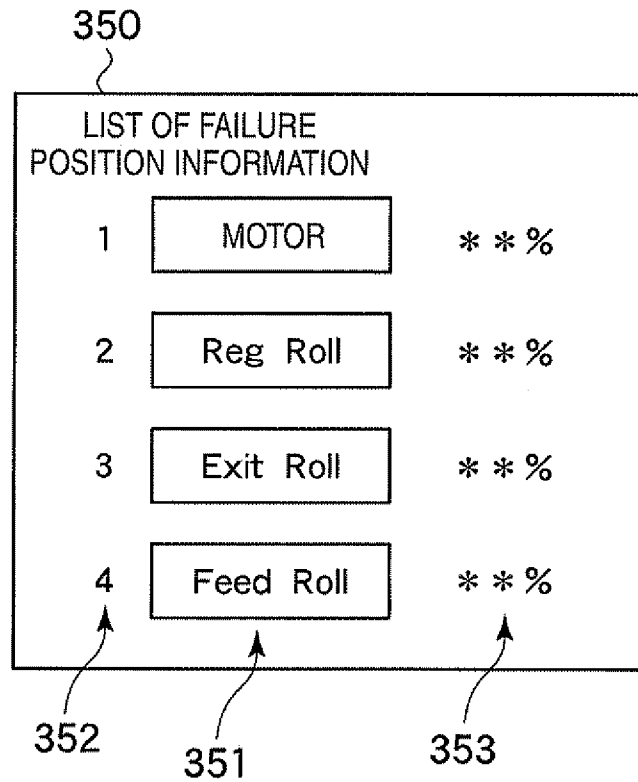 350
LIST OF FAILURE
POSITION INFORMATION
1 MOTOR **%
2 Reg Roll **%
3 Exit Roll **%
4 Feed Roll **%
352 351 353